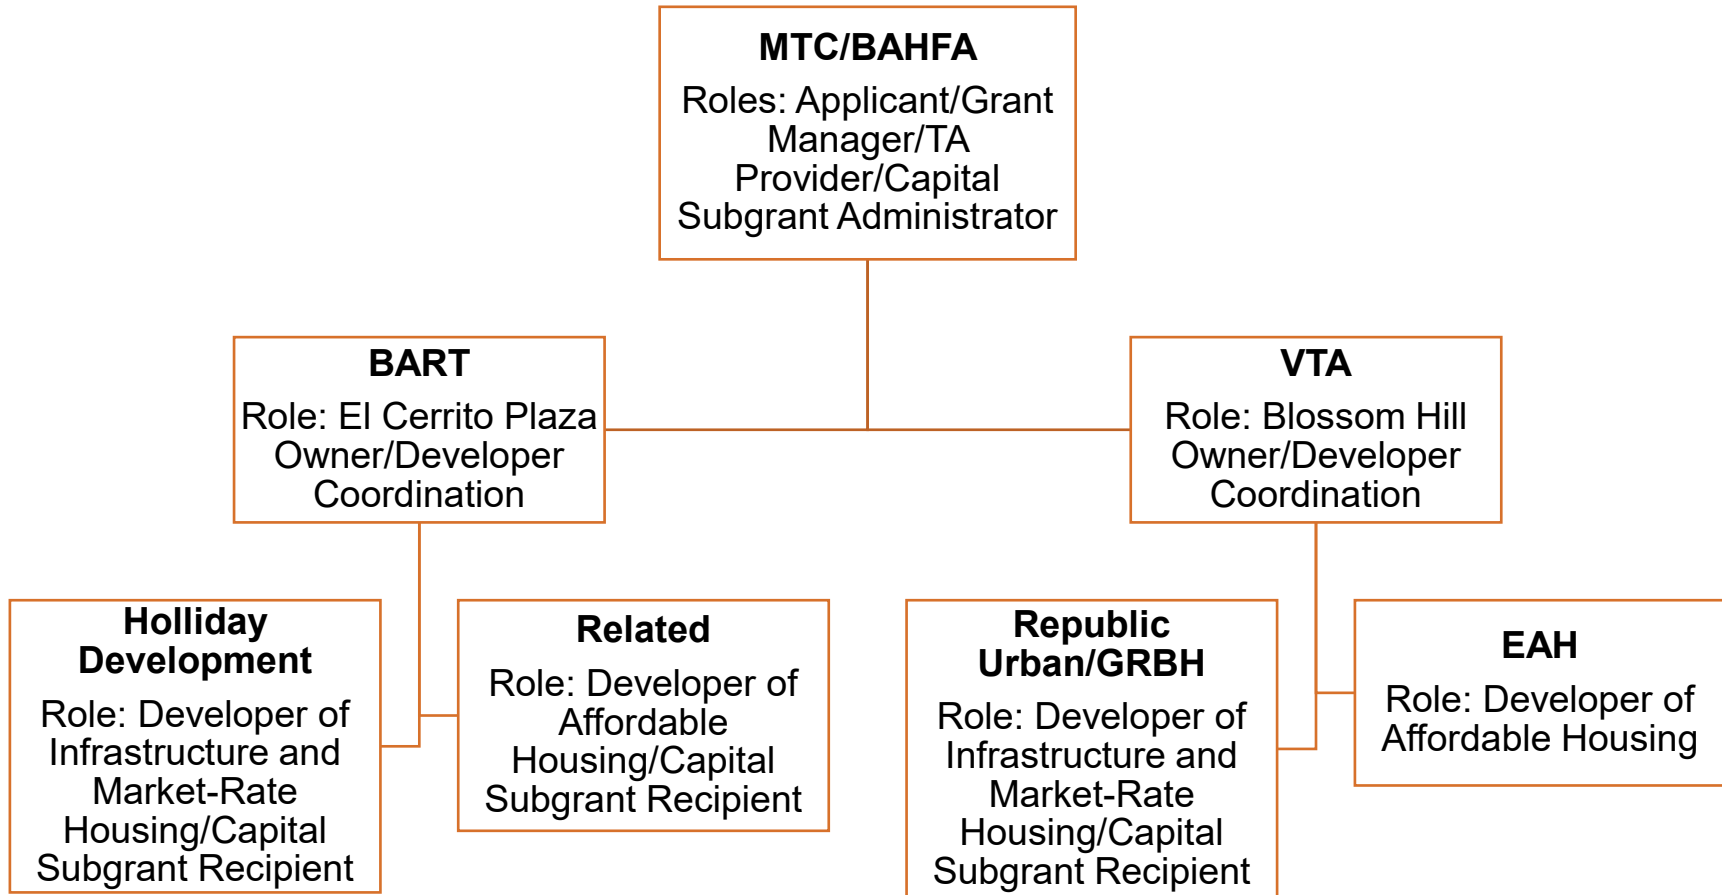 MTC/BAHFA
Roles: Applicant/Grant
Manager/TA
Provider/Capital
Subgrant Administrator
BART
Role: El Cerrito Plaza
Owner/Developer
Coordination
VTA
Role: Blossom Hill
Owner/Developer
Coordination
Holliday
Development
Role: Developer of
Infrastructure and
Market-Rate
Housing/Capital
Subgrant Recipient
Related
Role: Developer of
Affordable
Housing/Capital
Subgrant Recipient
Republic
Urban/GRBH
Role: Developer of
Infrastructure and
Market-Rate
Housing/Capital
Subgrant Recipient
EAH
Role: Developer of
Affordable Housing